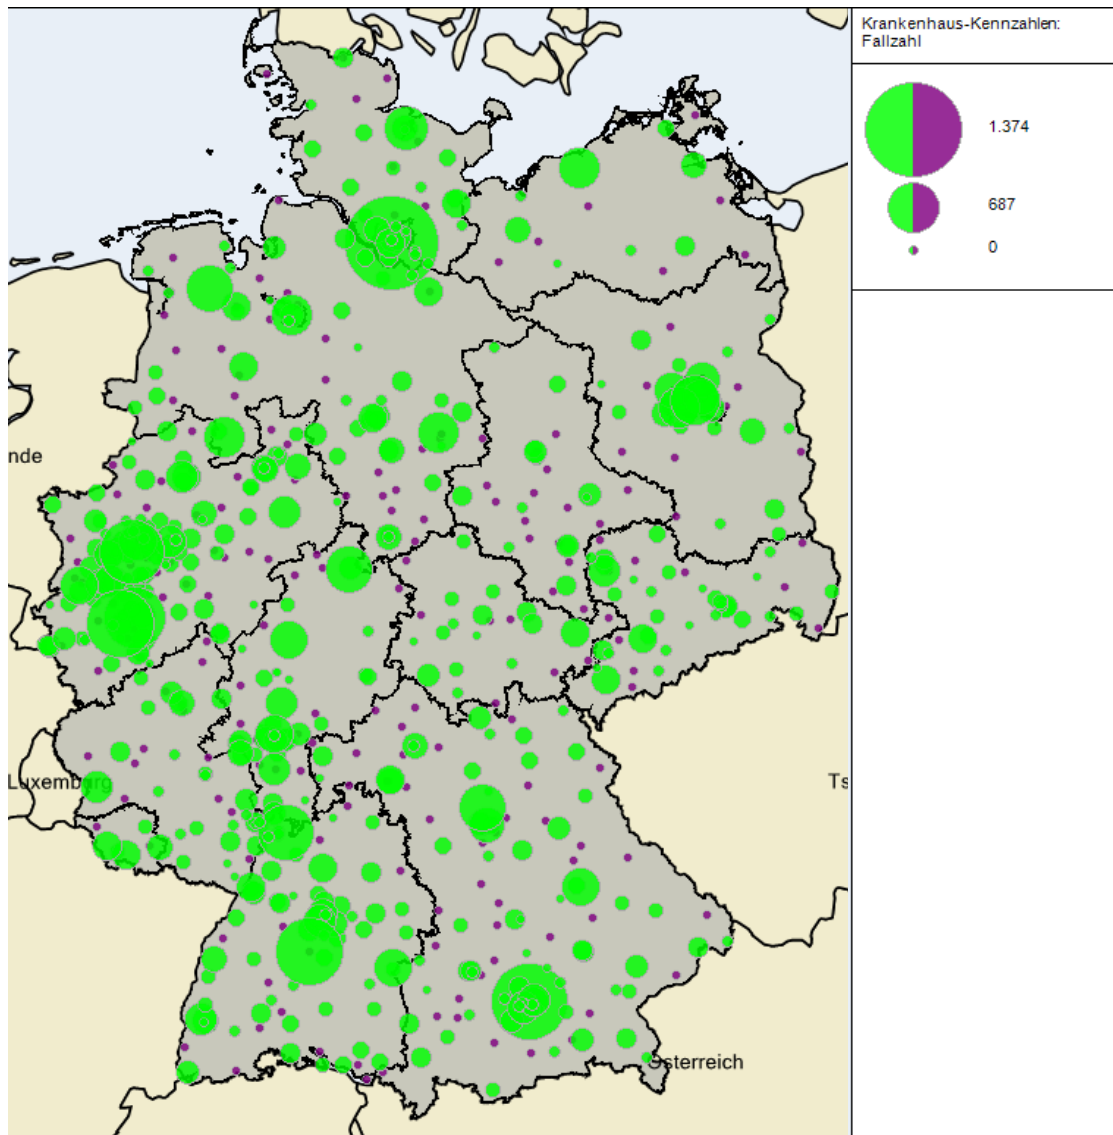 Krankenhaus-Kennzahlen:
Fallzahl
1.374
687
0
nde
Luxemburg
Ts
Österreich